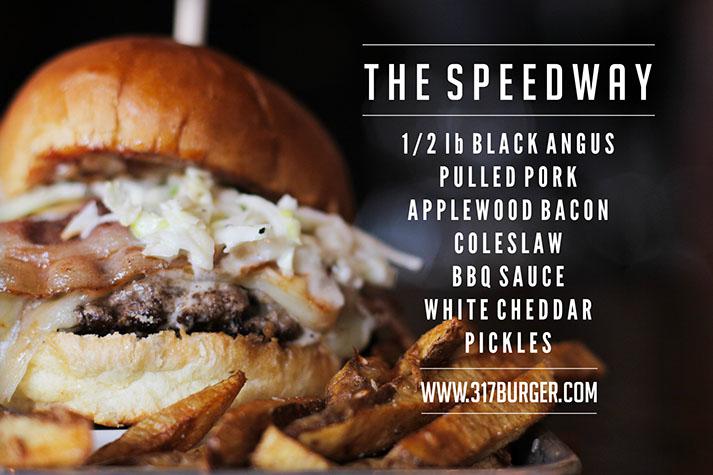 THE SPEEDWAY
1/2 lb BLACK ANGUS
PULLED PORK
APPLEWOOD BACON
COLESLAW
BBQ SAUCE
WHITE CHEDDAR
PICKLES
WWW.317BURGER.COM